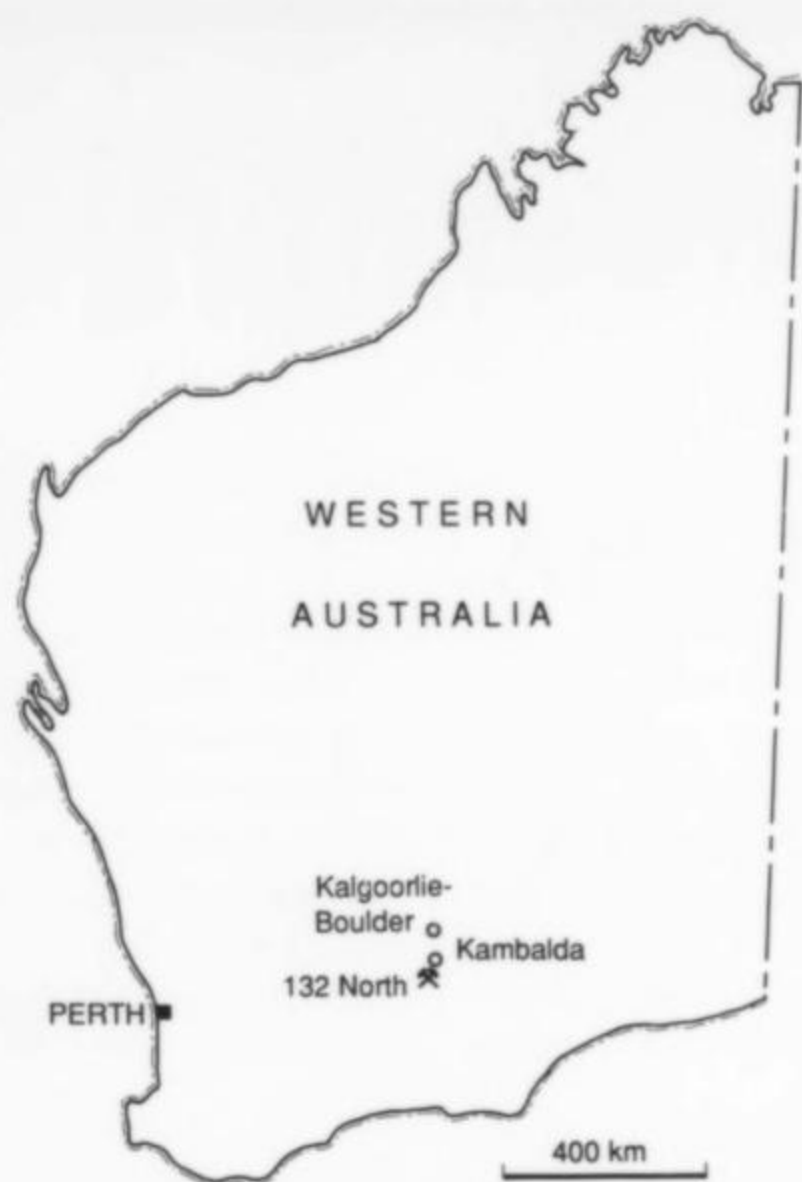 WESTERN
AUSTRALIA
Kalgoorlie-
Boulder
Kambalda
132 North
PERTH
400 km